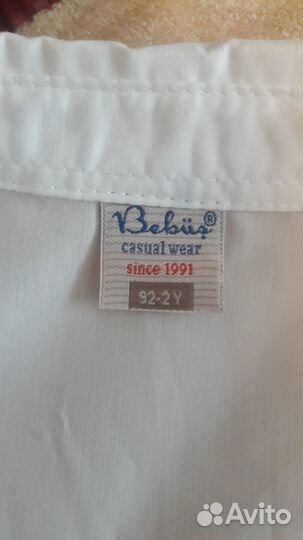 Bebüş®
casual wear
since 1991
92-2 Y
Avito